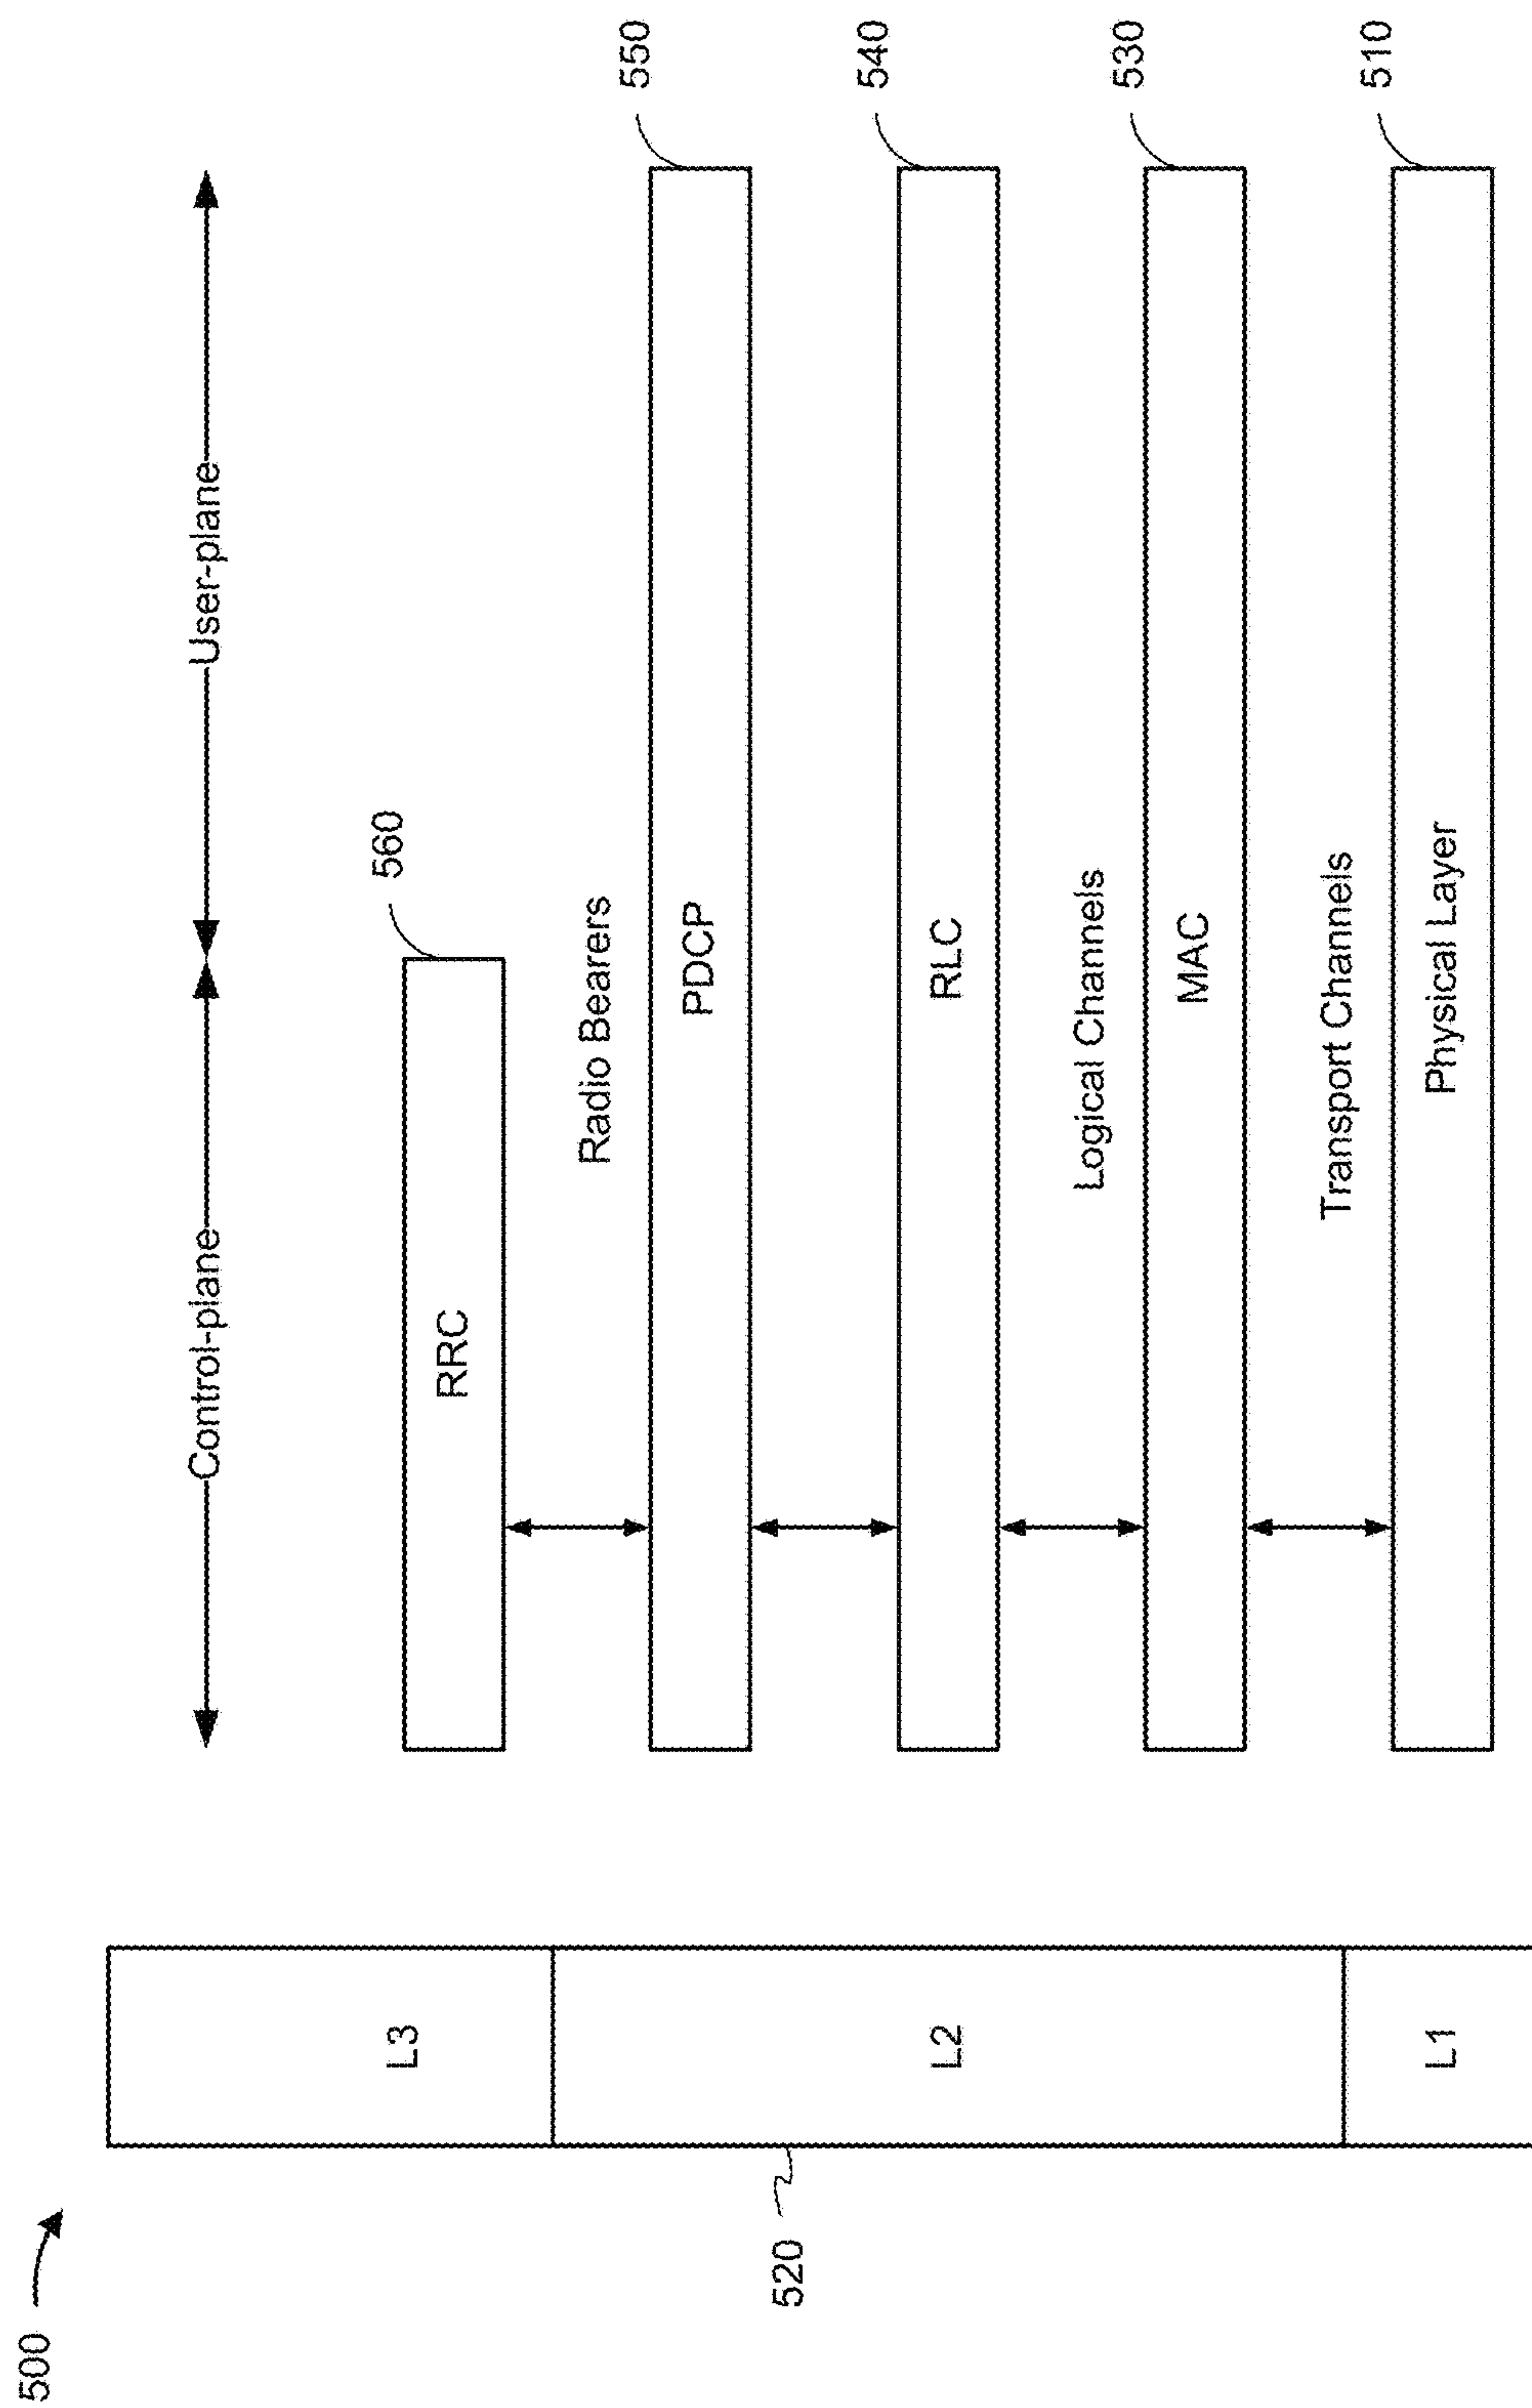 500
Control-plane
User-plane
L3
RRC
560
Radio Bearers
520
L2
PDCP
550
RLC
540
Logical Channels
MAC
530
Transport Channels
L1
Physical Layer
510